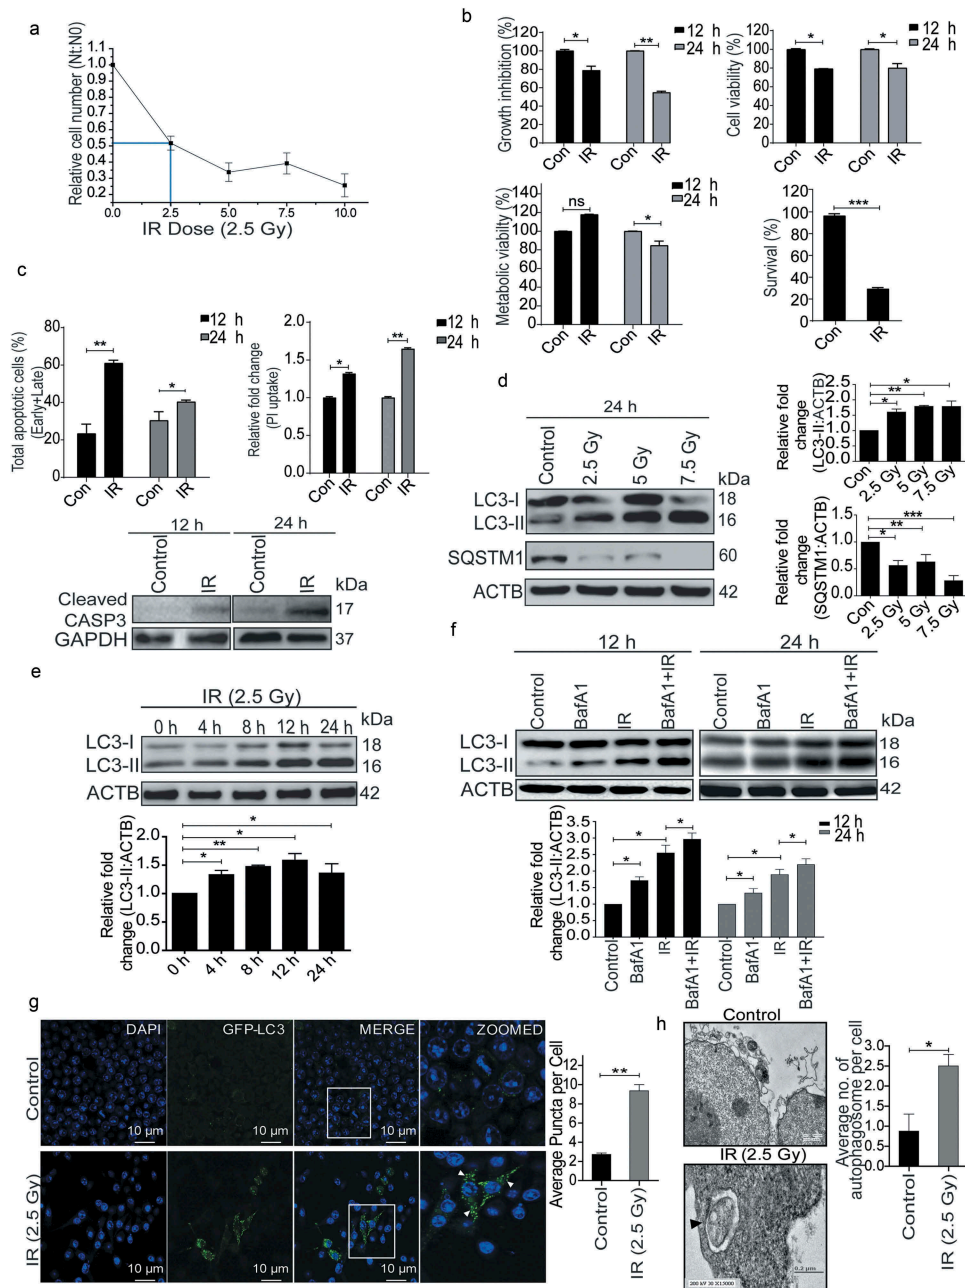 a
Relative cell number (Nt:N0)
1.1
1.0
0.9
0.8
0.7
0.6
0.5
0.4
0.3
0.2
0.0 2.5 5.0 7.5 10.0
IR Dose (2.5 Gy)
b
Growth inhibition (%)
0
20
40
60
80
100
120
* **
Con IR Con IR
12 h
24 h
Cell viability (%)
0
20
40
60
80
100
120
* *
Con IR Con IR
12 h
24 h
Metabolic viability (%)
0
20
40
60
80
100
120
ns *
Con IR Con IR
12 h
24 h
Survival (%)
0
20
40
60
80
100
***
Con IR
c
Total apoptotic cells (%)
(Early+Late)
80
60
40
20
0
** *
Con IR Con IR
12 h
24 h
Relative fold change
(PI uptake)
2.0
1.5
1.0
0.5
0.0
* **
Con IR Con IR
12 h
24 h
12 h 24 h
Control IR Control IR kDa
Cleaved
CASP3
17
GAPDH 37
d
24 h
Control 2.5 Gy 5 Gy 7.5 Gy kDa
LC3-I 18
LC3-II 16
SQSTM1 60
ACTB 42
Relative fold
change
(LC3-II:ACTB)
2.5
2.0
1.5
1.0
0.5
0.0
*
**
*
Con 2.5 Gy 5 Gy 7.5 Gy
Relative fold
change
(SQSTM1:ACTB)
1.5
1.0
0.5
0.0
***
**
*
Con 2.5 Gy 5 Gy 7.5 Gy
e
IR (2.5 Gy)
0 h 4 h 8 h 12 h 24 h kDa
LC3-I 18
LC3-II 16
ACTB 42
Relative fold
change (LC3-II:ACTB)
2.0
1.5
1.0
0.5
0.0
*
*
**
*
0 h 4 h 8 h 12 h 24 h
f
12 h 24 h
Control BafA1 IR BafA1+IR Control BafA1 IR BafA1+IR kDa
LC3-I 18
LC3-II 16
ACTB 42
Relative fold
change (LC3-II:ACTB)
3.5
3.0
2.5
2.0
1.5
1.0
0.5
0.0
* * * * * *
12 h
24 h
Control BafA1 IR BafA1+IR Control BafA1 IR BafA1+IR
g
DAPI GFP-LC3 MERGE ZOOMED
Control
10 µm 10 µm 10 µm
IR (2.5 Gy)
10 µm 10 µm 10 µm
Average Puncta per Cell
12
10
8
6
4
2
0
**
Control IR (2.5 Gy)
h
Control
IR (2.5 Gy)
0.2 µm
Average no. of
autophagosome per cell
3.0
2.5
2.0
1.5
1.0
0.5
0.0
*
Control IR (2.5 Gy)